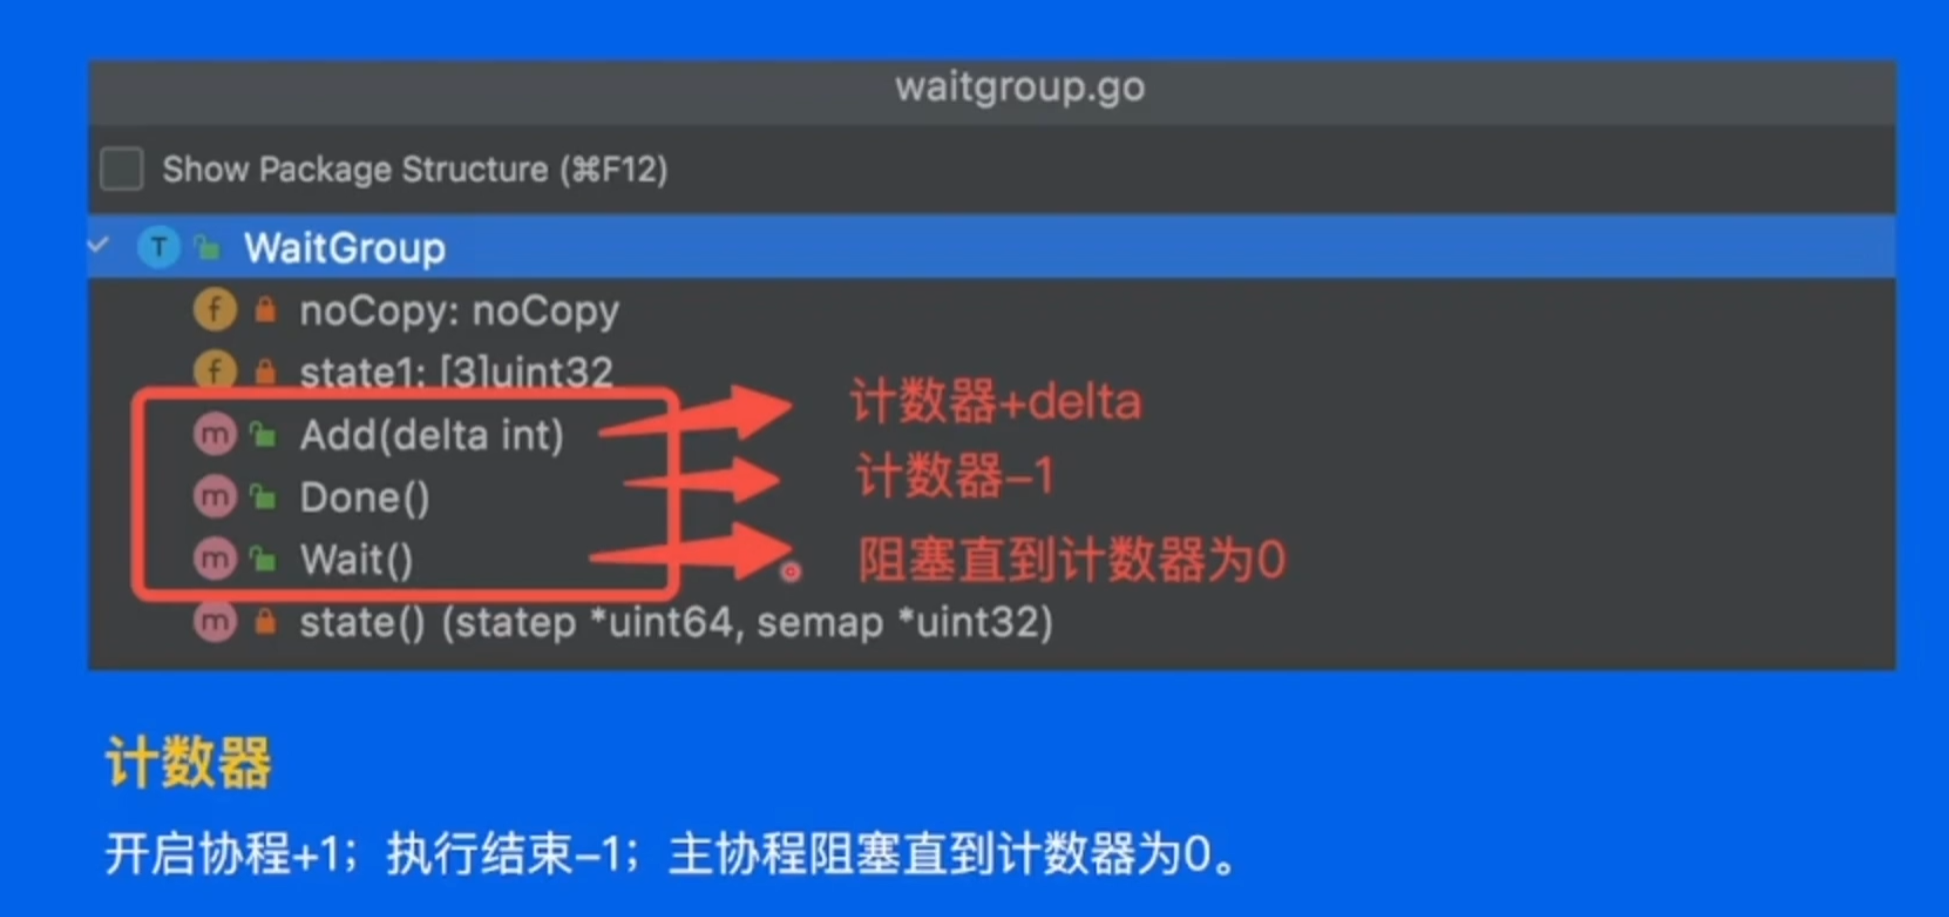 waitgroup.go
Show Package Structure (⌘F12)
T WaitGroup
f noCopy: noCopy
f state1: [3]uint32
m Add(delta int) 计数器+delta
m Done() 计数器–1
m Wait() 阻塞直到计数器为0
m state() (statep *uint64, semap *uint32)
计数器
开启协程+1；执行结束–1；主协程阻塞直到计数器为0。